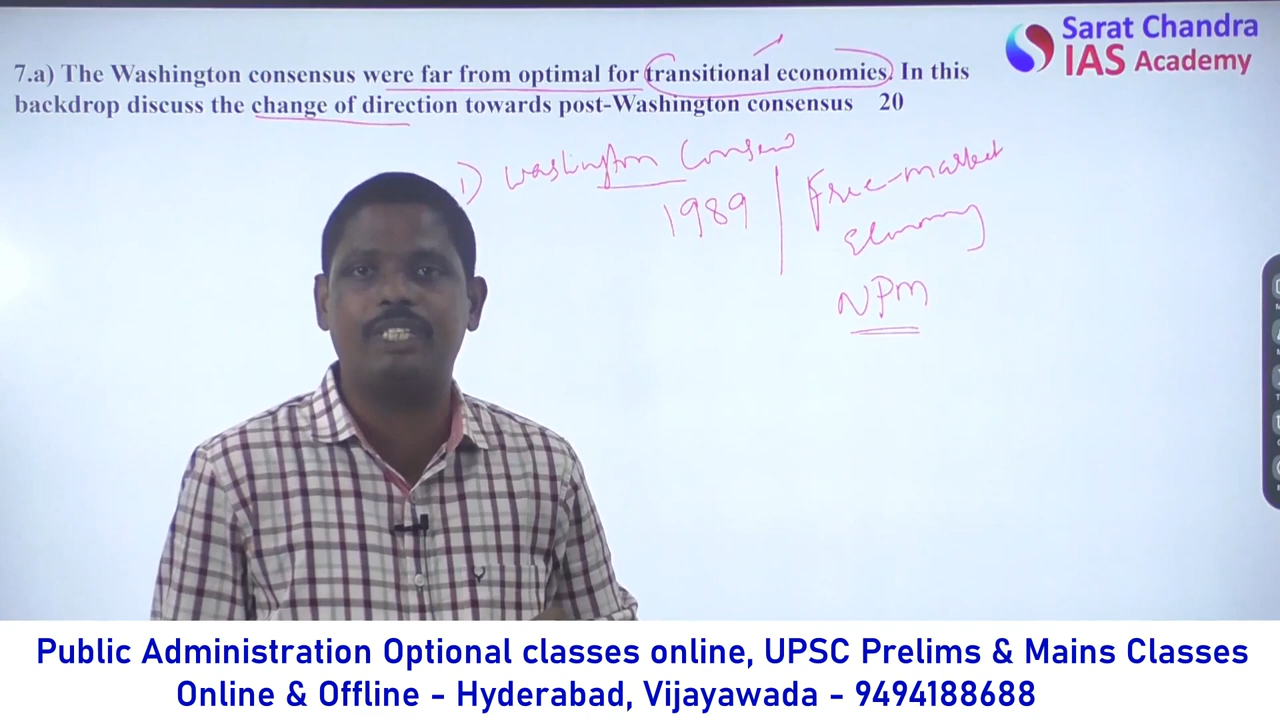 Sarat Chandra
IAS Academy
7.a) The Washington consensus were far from optimal for transitional economies. In this
backdrop discuss the change of direction towards post-Washington consensus 20
1) Washington Consens
1989
Free-market
Economy
NPM
Public Administration Optional classes online, UPSC Prelims & Mains Classes
Online & Offline - Hyderabad, Vijayawada - 9494188688